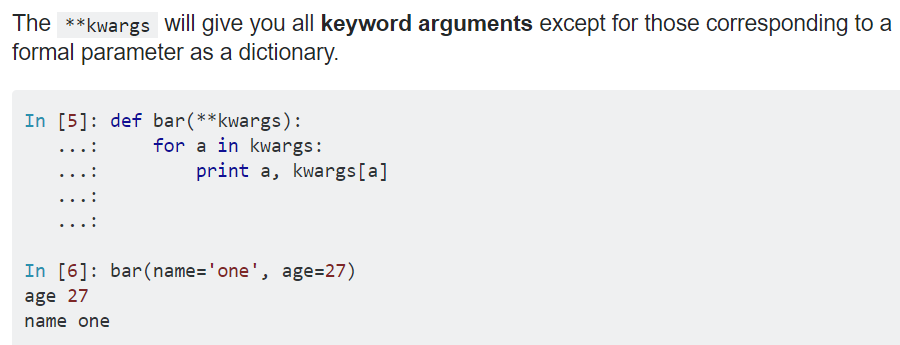 The **kwargs will give you all keyword arguments except for those corresponding to a
formal parameter as a dictionary.
In [5]: def bar(**kwargs):
   ...:     for a in kwargs:
   ...:         print a, kwargs[a]
   ...:
   ...:
In [6]: bar(name='one', age=27)
age 27
name one